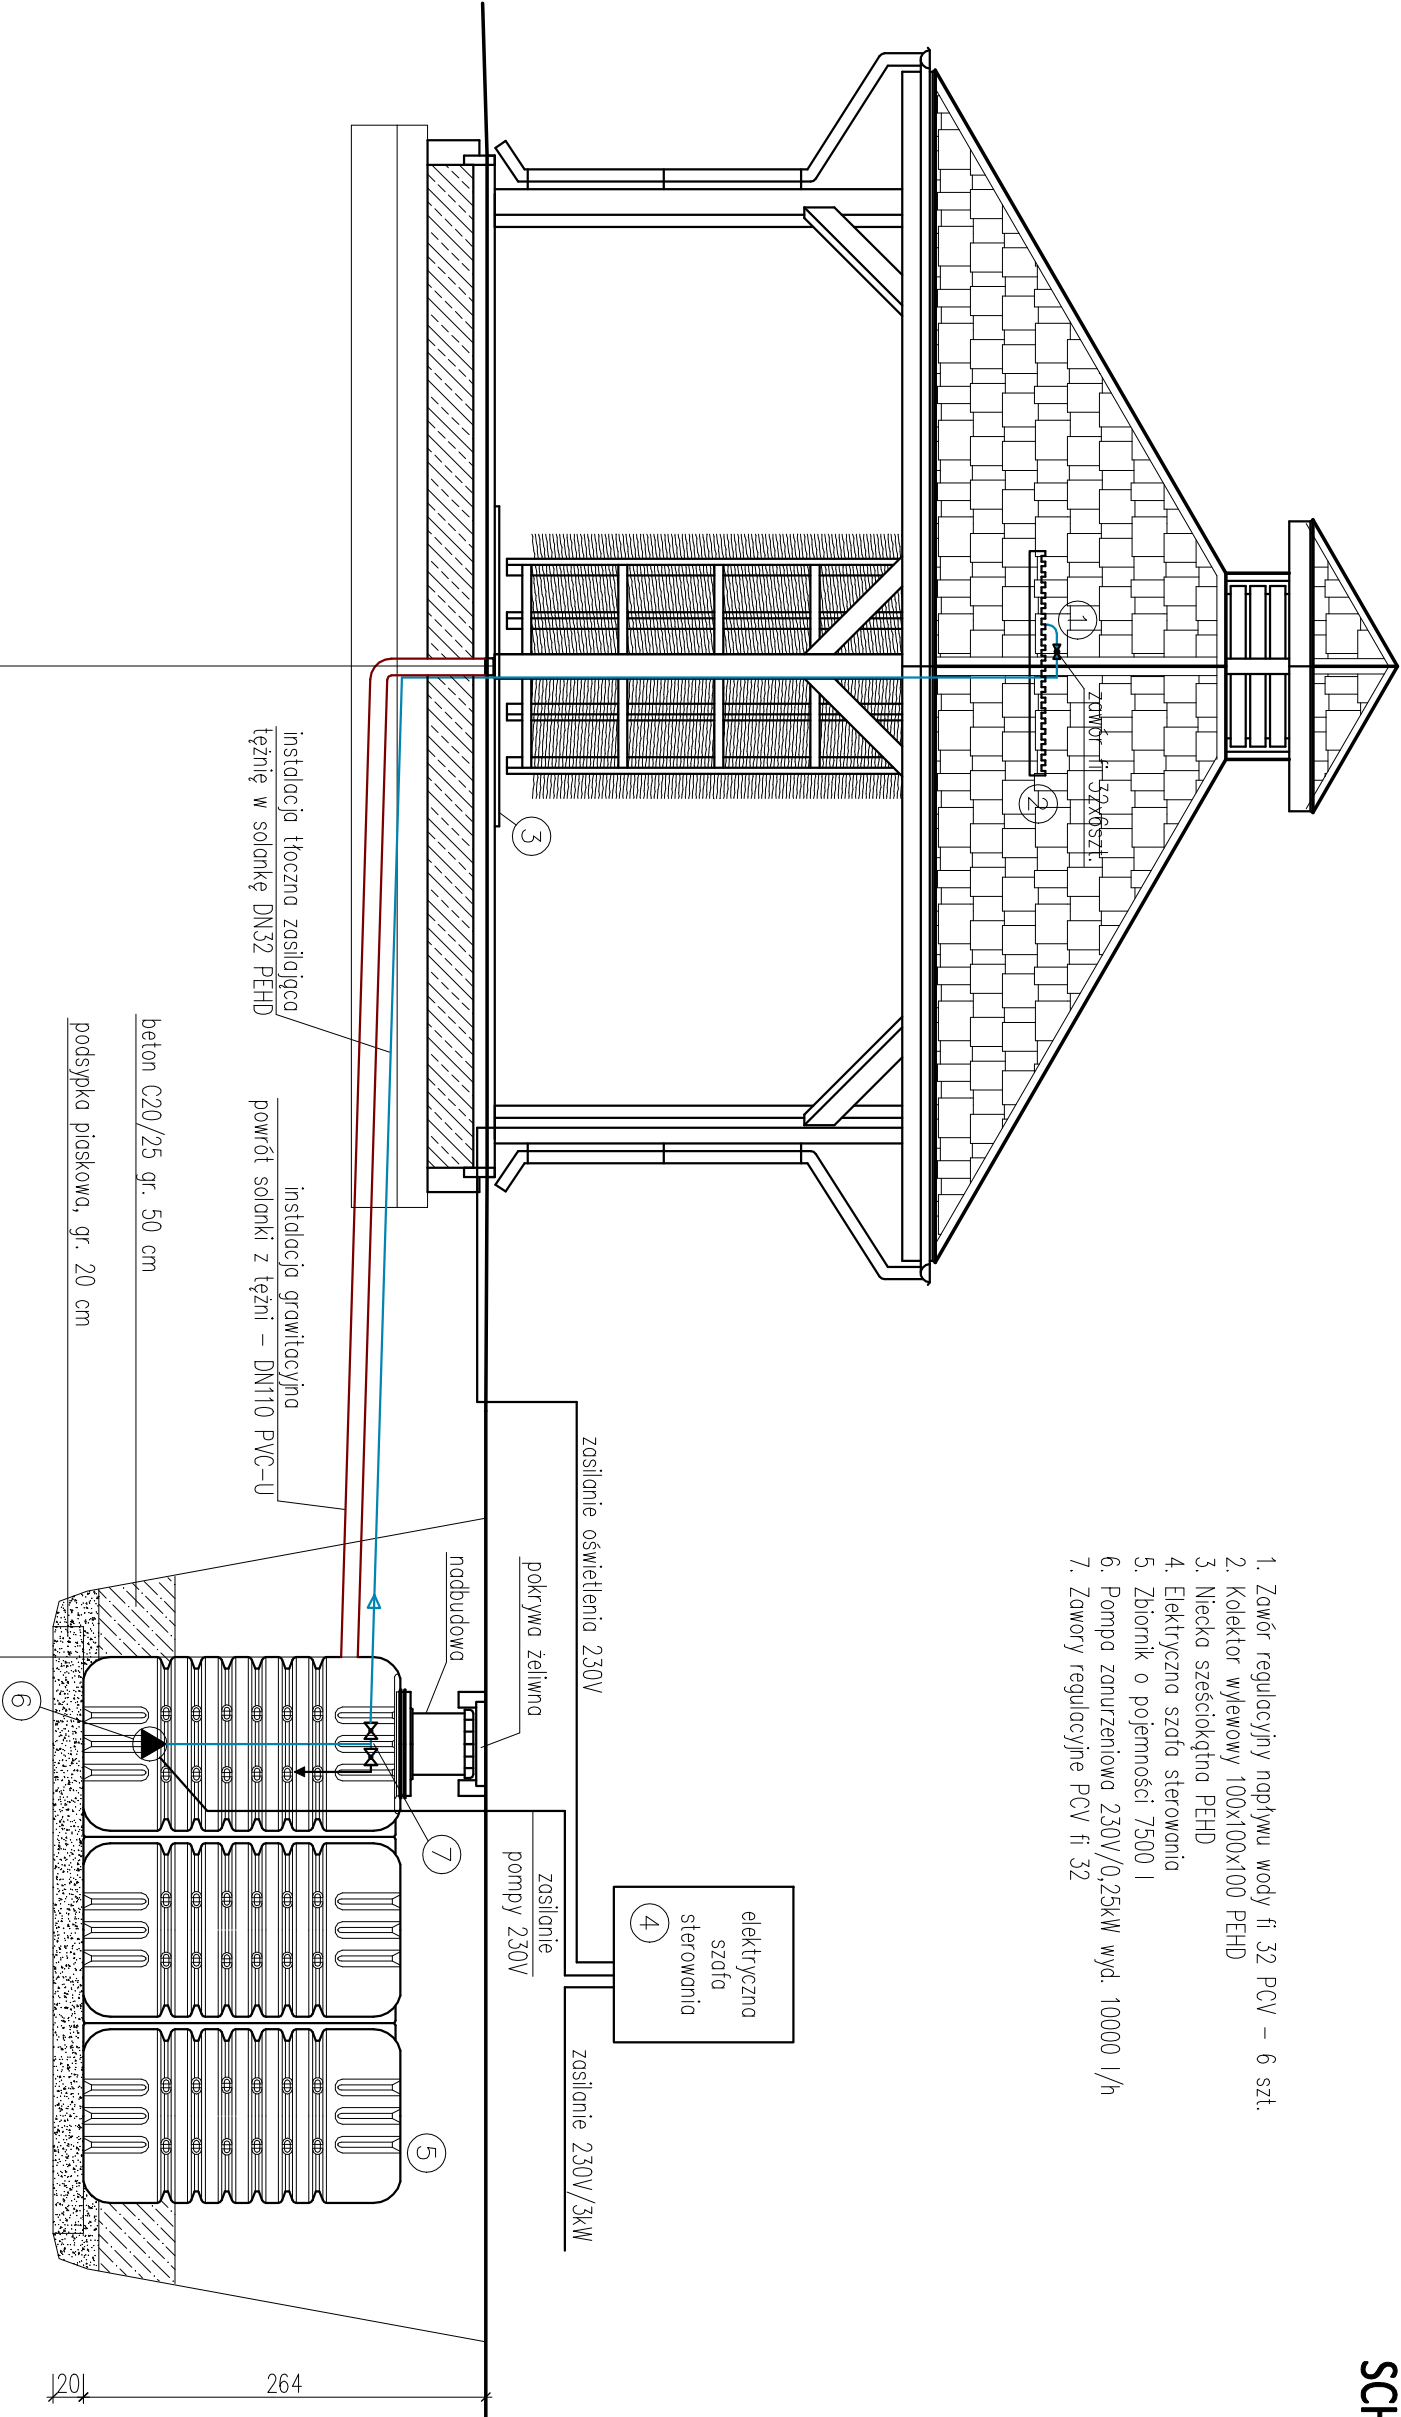 SCH
1. Zawór regulacyjny napływu wody fi 32 PCV – 6 szt.
2. Kolektor wylewowy 100x100x100 PEHD
3. Niecka sześciokątna PEHD
4. Elektryczna szafa sterowania
5. Zbiornik o pojemności 7500 l
6. Pompa zanurzeniowa 230V/0,25kW wyd. 10000 l/h
7. Zawory regulacyjne PCV fi 32
1
zawór fi 32x6szt.
2
3
elektryczna
szafa
sterowania
4
zasilanie oświetlenia 230V
zasilanie 230V/3kW
zasilanie
pompy 230V
pokrywa żeliwna
nadbudowa
7
5
instalacja tłoczna zasilająca
tężnię w solankę DN32 PEHD
instalacja grawitacyjna
powrót solanki z tężni – DN110 PVC–U
beton C20/25 gr. 50 cm
podsypka piaskowa, gr. 20 cm
6
264
20